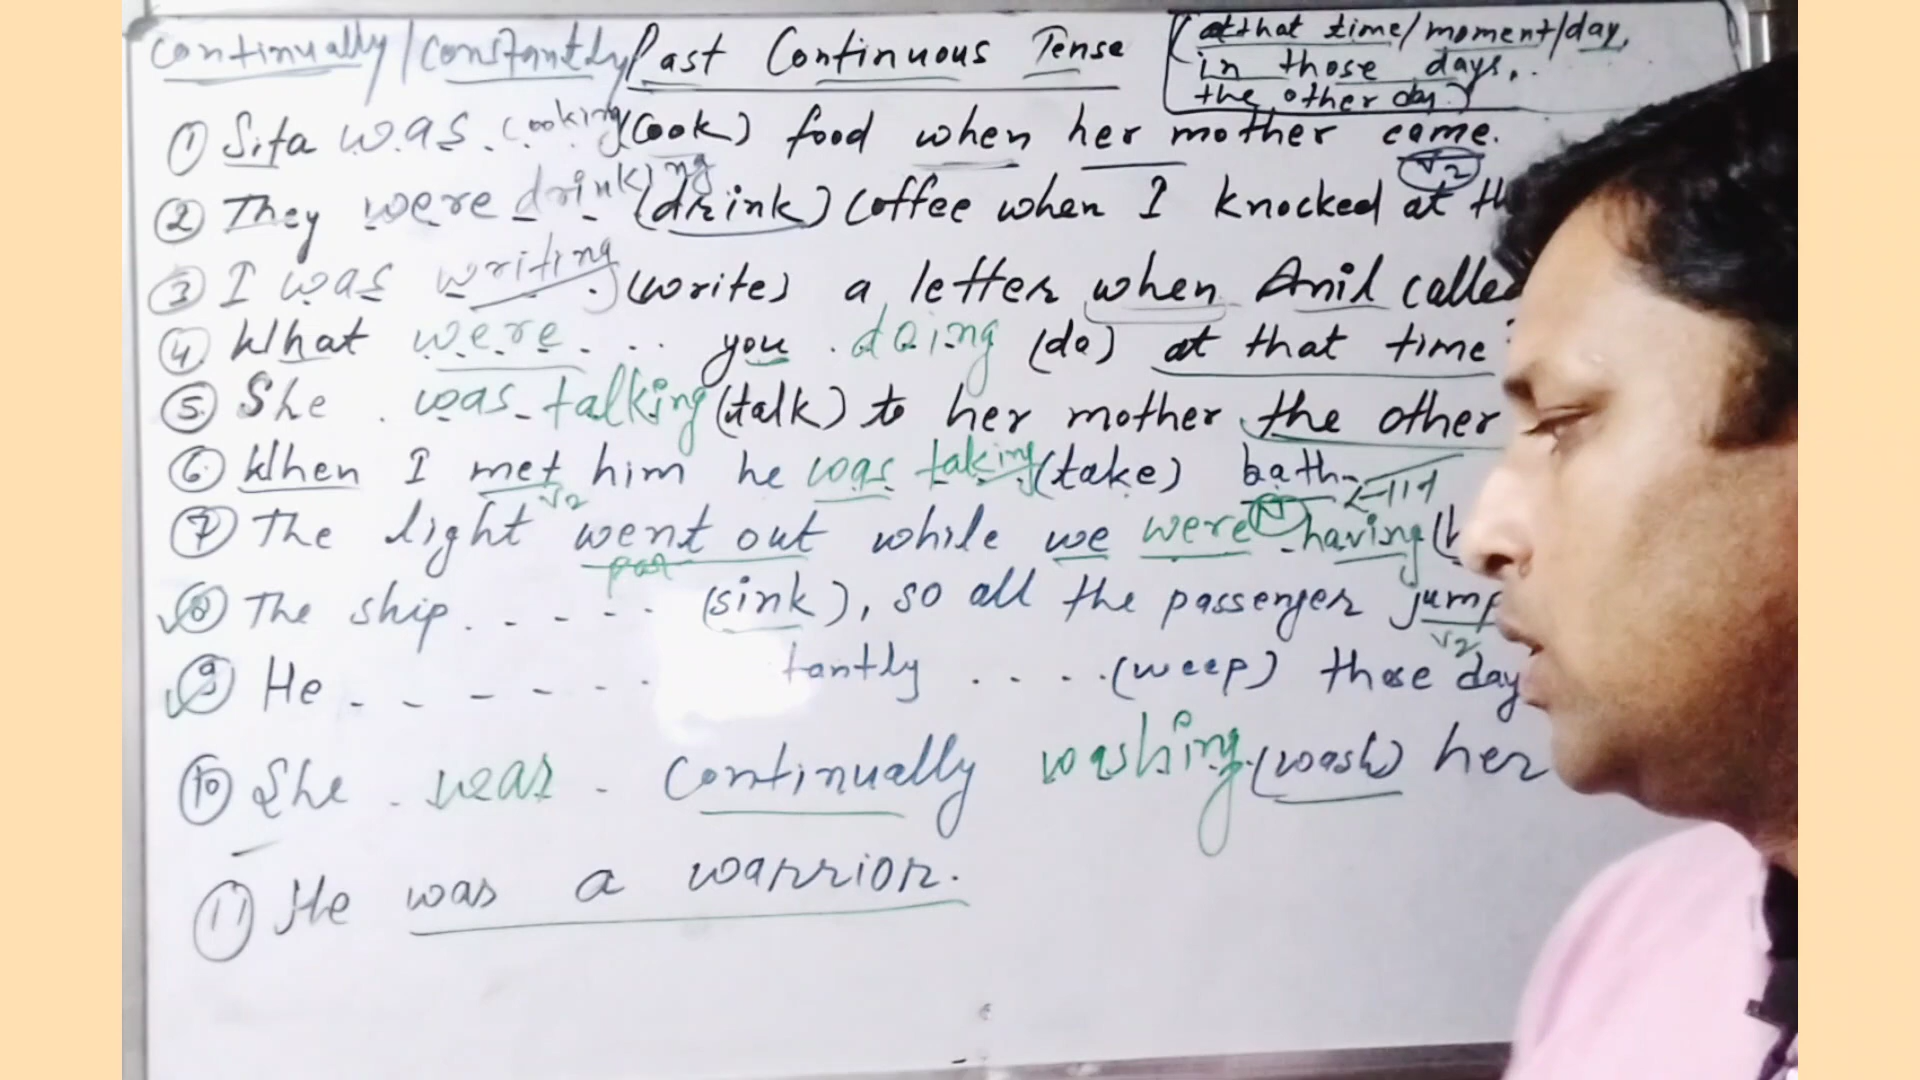 continually/constantly Past Continuous Tense
(at that time/moment/day,
in those days,..
the other day)
① Sita was cooking (cook) food when her mother came.
V2
② They were drinking (drink) coffee when I knocked at
③ I was writing (write) a letter when Anil called
④ What were you doing (do) at that time
⑤ She was talking (talk) to her mother the other
⑥ When I met him he was taking (take) bath.
V2
⑦ The light went out while we were having
⑧ The ship ..... (sink), so all the passenger jump
V2
⑨ He ...... tantly .... (weep) those day
⑩ She was continually washing (wash) her
⑪ He was a warrior.